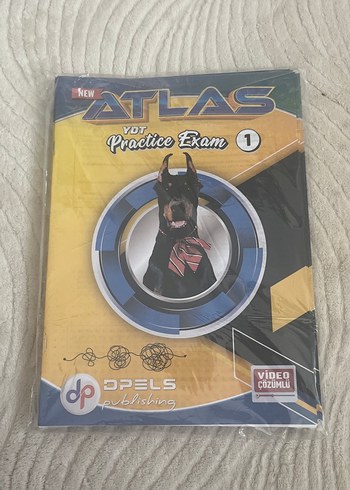 NEW
ATLAS
YDT
Practice Exam 1
dp DPELS
publishing
VİDEO
ÇÖZÜMLÜ